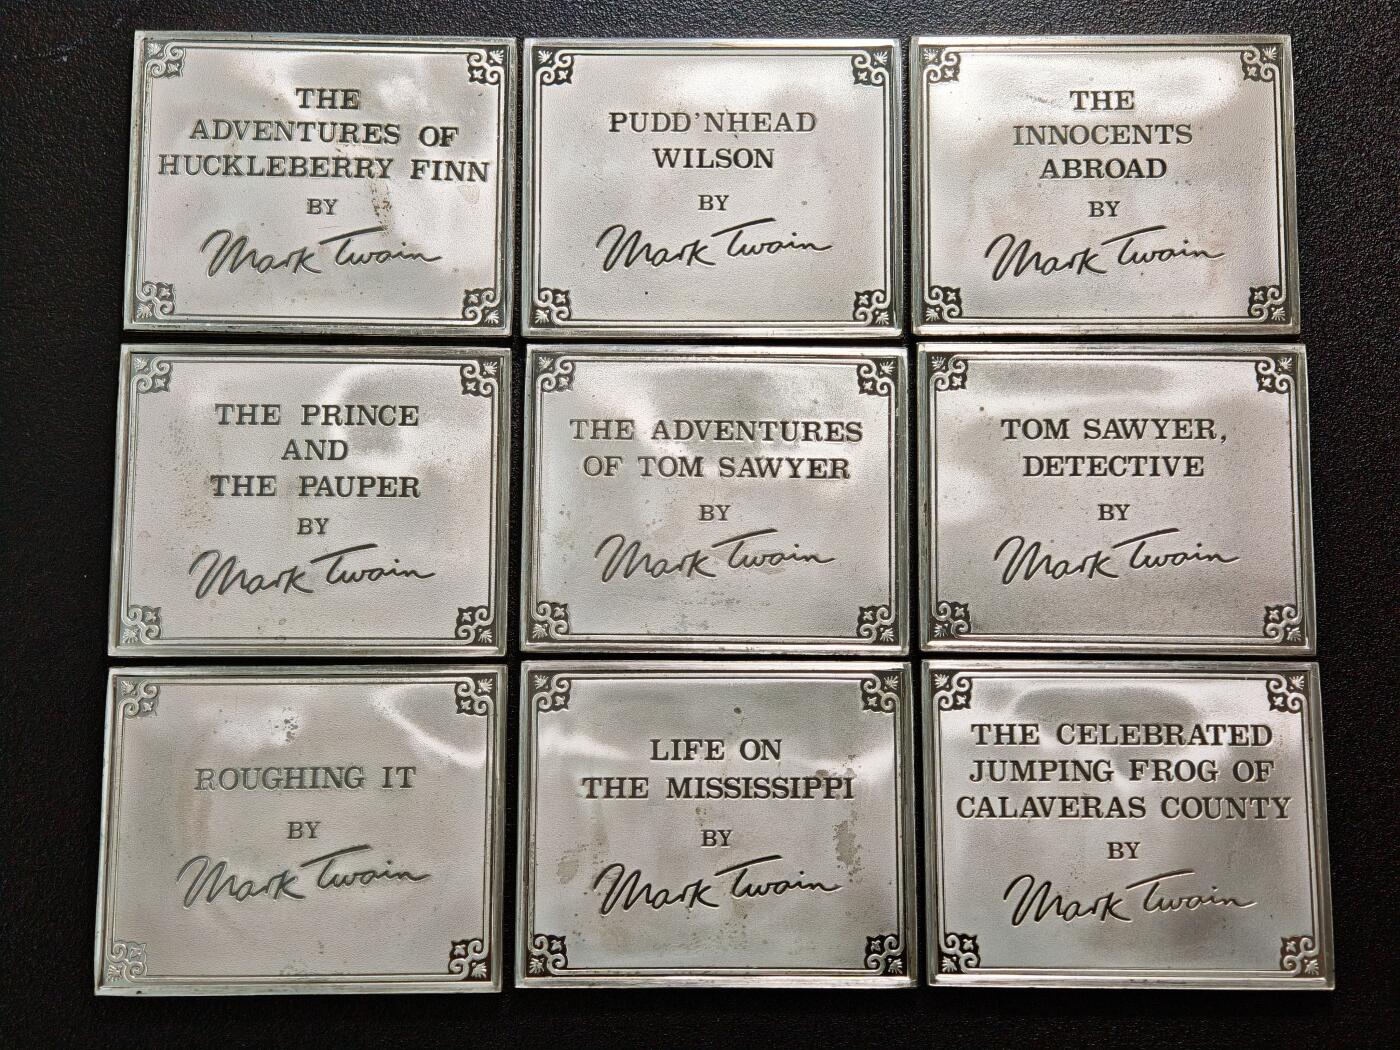 THE
ADVENTURES OF
HUCKLEBERRY FINN
BY
Mark Twain
PUDD'NHEAD
WILSON
BY
Mark Twain
THE
INNOCENTS
ABROAD
BY
Mark Twain
THE PRINCE
AND
THE PAUPER
BY
Mark Twain
THE ADVENTURES
OF TOM SAWYER
BY
Mark Twain
TOM SAWYER,
DETECTIVE
BY
Mark Twain
ROUGHING IT
BY
Mark Twain
LIFE ON
THE MISSISSIPPI
BY
Mark Twain
THE CELEBRATED
JUMPING FROG OF
CALAVERAS COUNTY
BY
Mark Twain